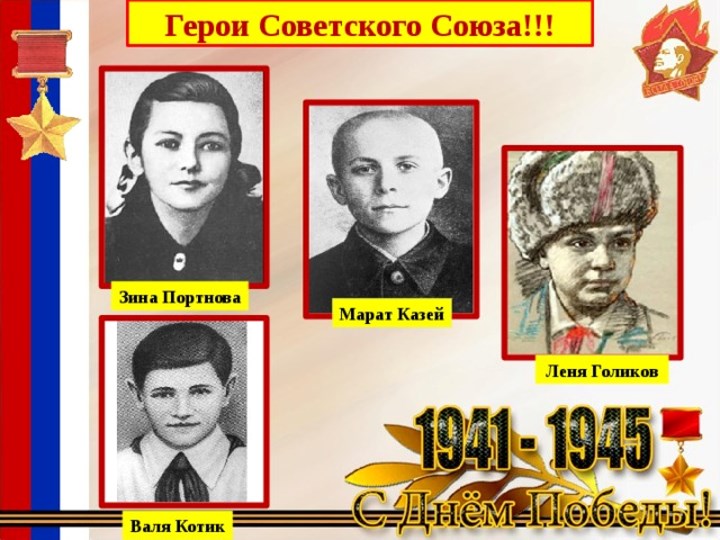 Герои Советского Союза!!!
Зина Портнова
Марат Казей
Леня Голиков
Валя Котик
1941 - 1945
С Днём Победы!